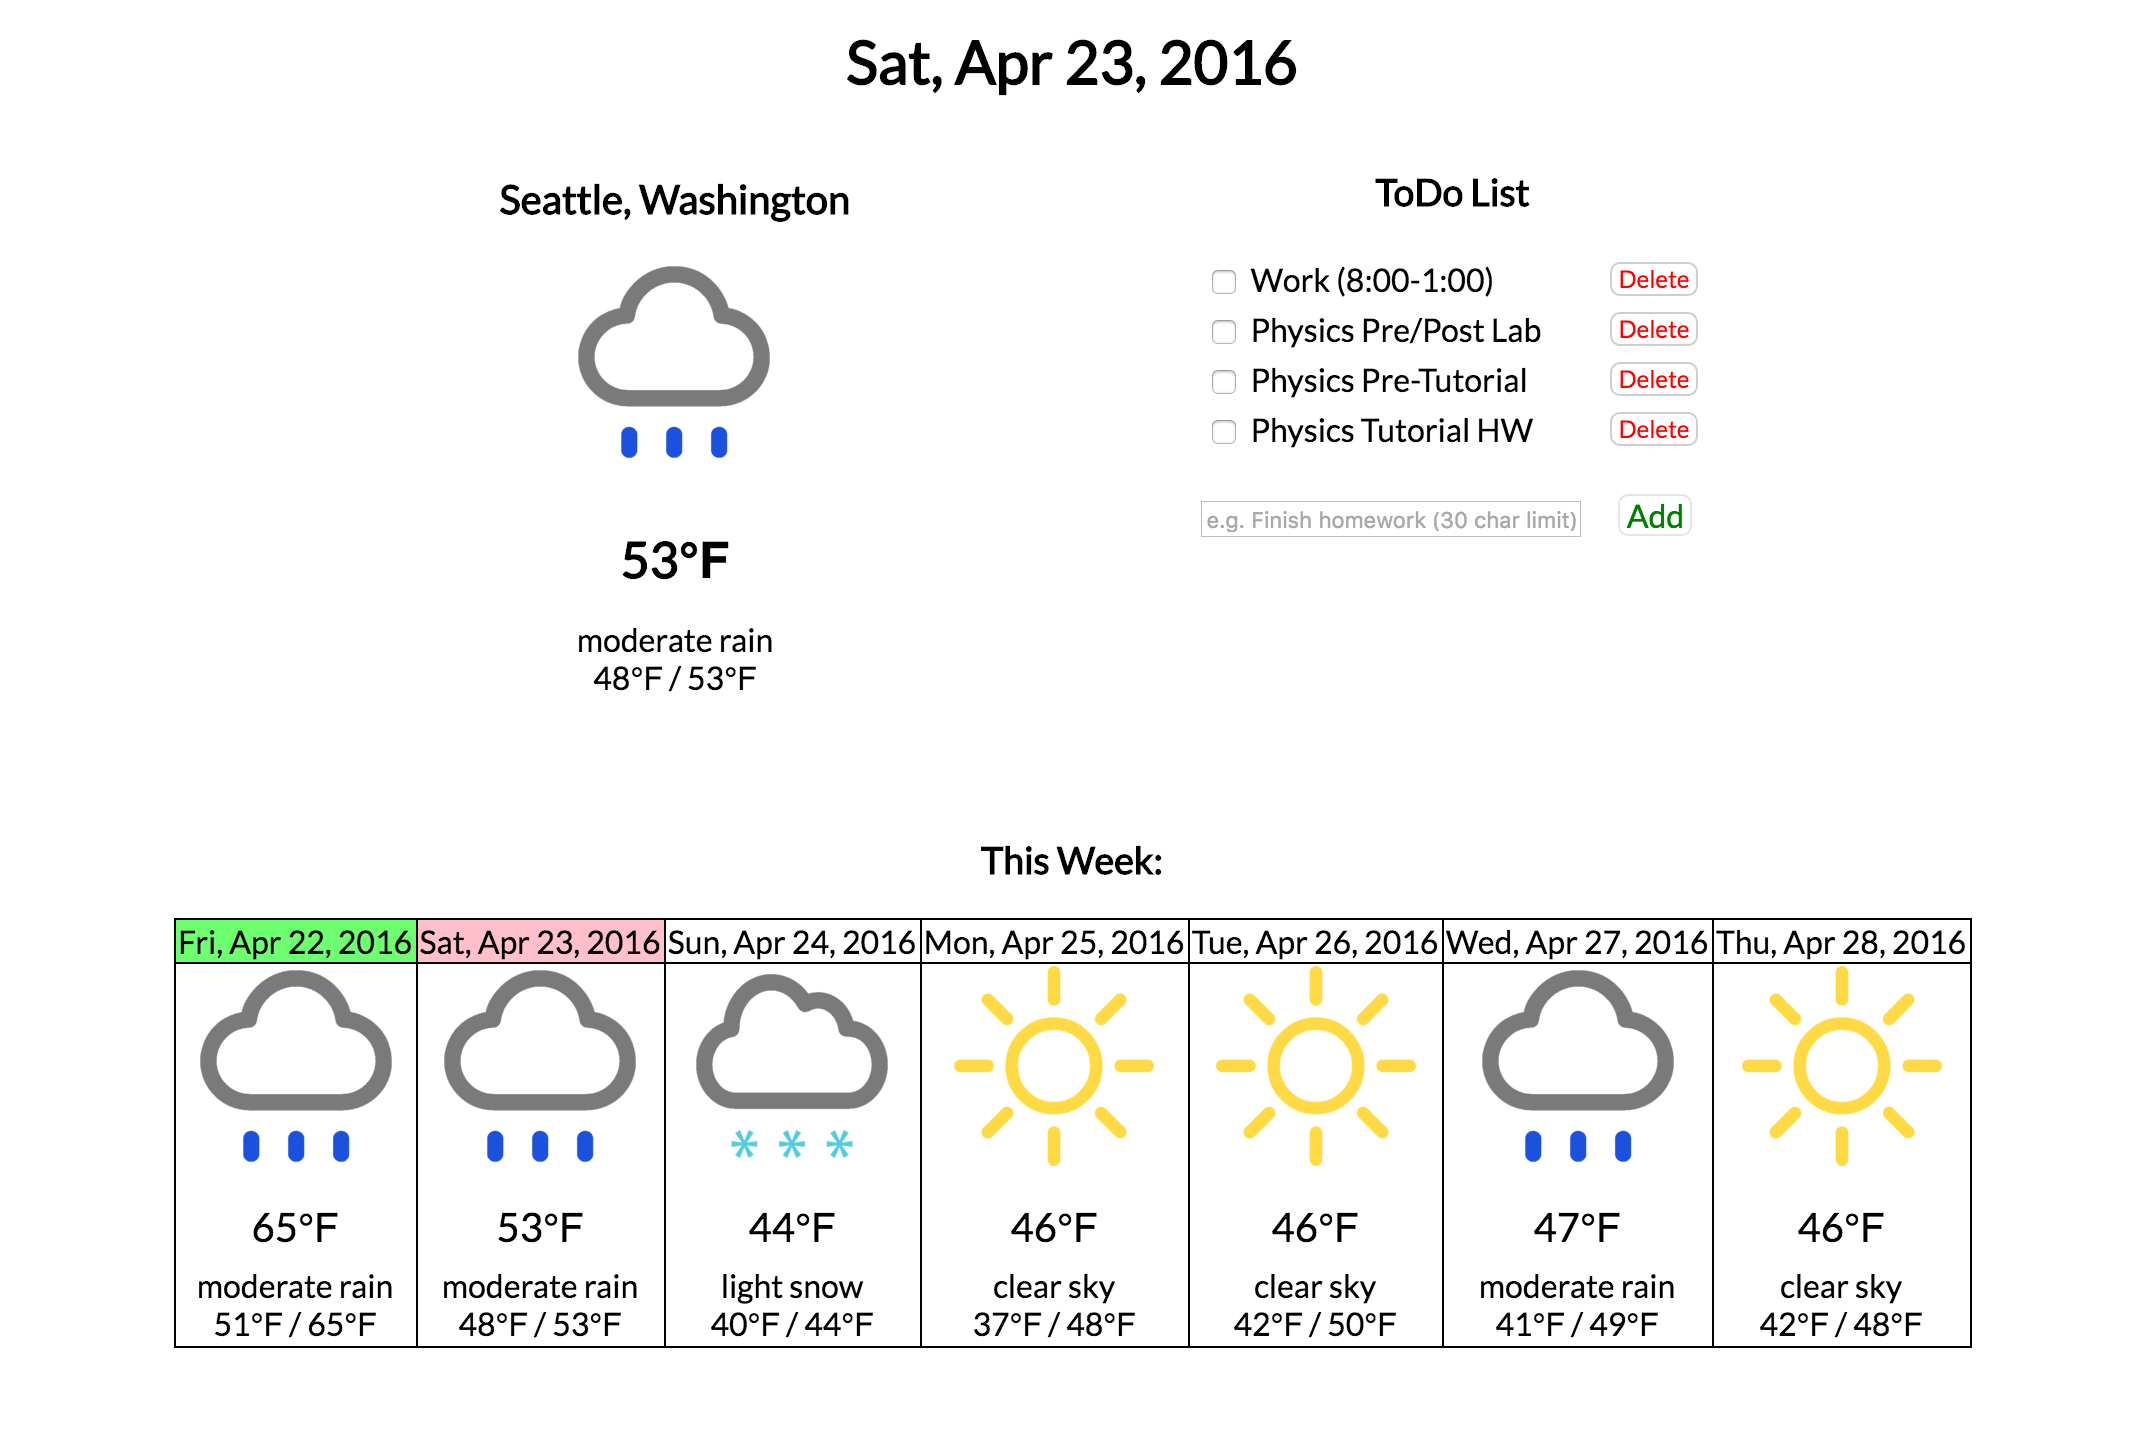 Sat, Apr 23, 2016
Seattle, Washington
53°F
moderate rain
48°F / 53°F
ToDo List
Work (8:00-1:00) Delete
Physics Pre/Post Lab Delete
Physics Pre-Tutorial Delete
Physics Tutorial HW Delete
e.g. Finish homework (30 char limit) Add
This Week:
Fri, Apr 22, 2016 Sat, Apr 23, 2016 Sun, Apr 24, 2016 Mon, Apr 25, 2016 Tue, Apr 26, 2016 Wed, Apr 27, 2016 Thu, Apr 28, 2016
65°F 53°F 44°F 46°F 46°F 47°F 46°F
moderate rain moderate rain light snow clear sky clear sky moderate rain clear sky
51°F / 65°F 48°F / 53°F 40°F / 44°F 37°F / 48°F 42°F / 50°F 41°F / 49°F 42°F / 48°F